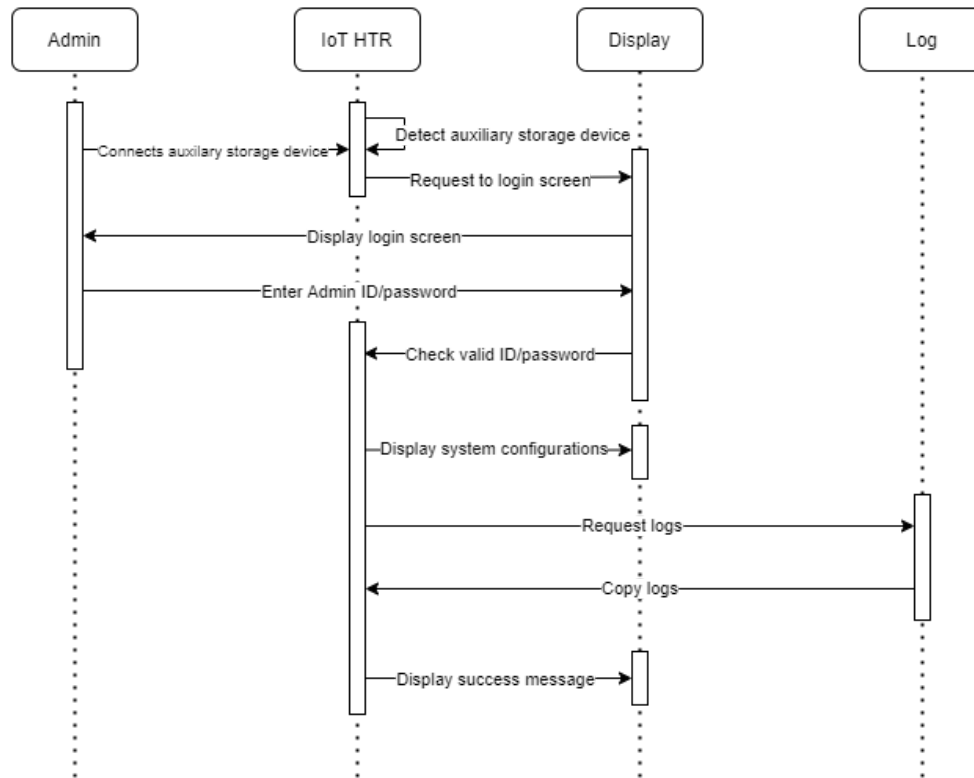 Admin
IoT HTR
Display
Log
Detect auxiliary storage device
Connects auxilary storage device
Request to login screen
Display login screen
Enter Admin ID/password
Check valid ID/password
Display system configurations
Request logs
Copy logs
Display success message